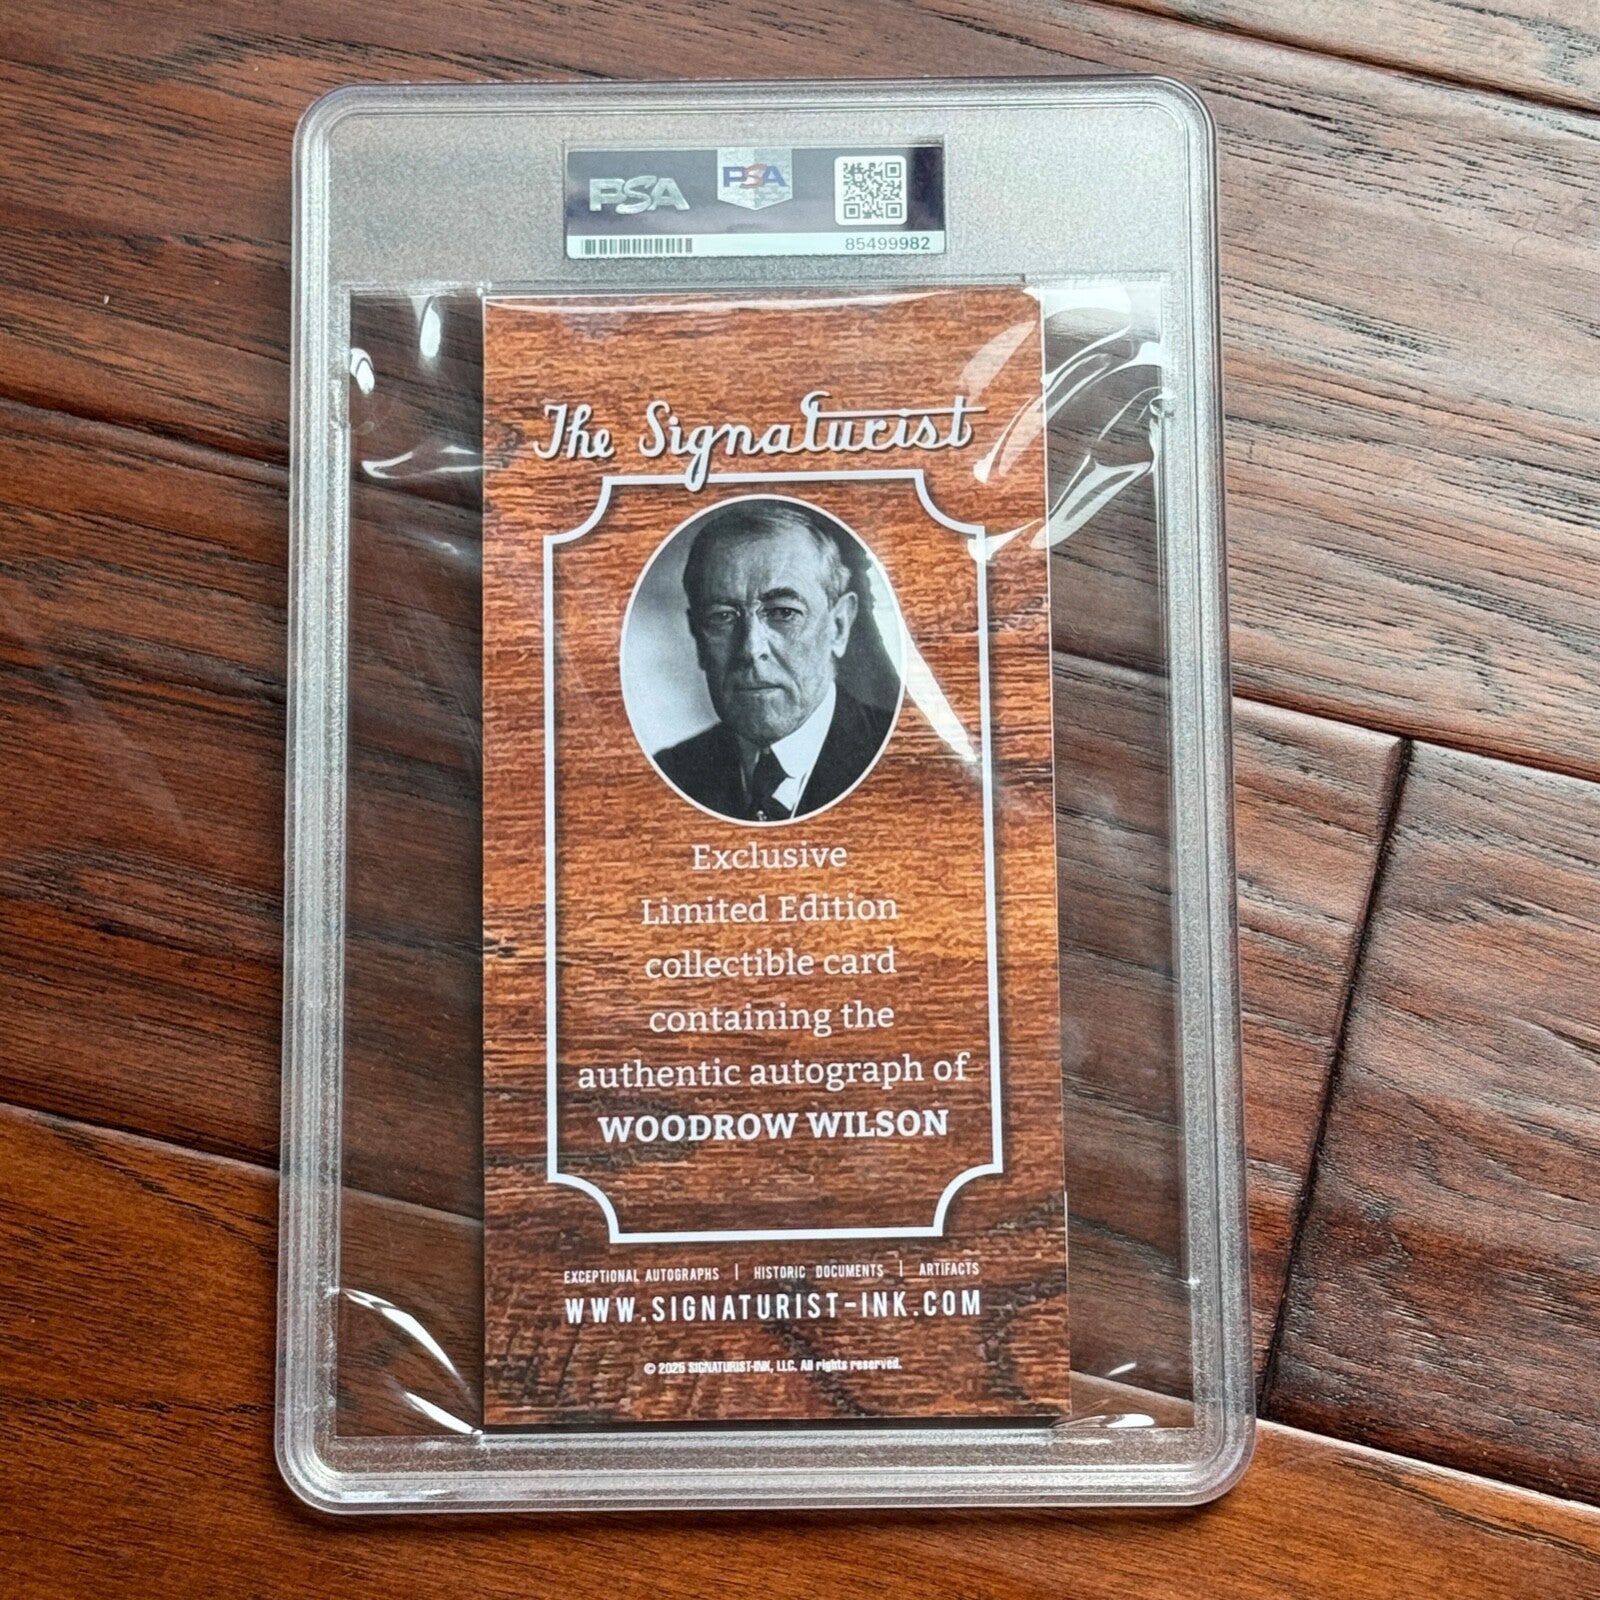 PSA
PSA
85499982
The Signaturist
Exclusive
Limited Edition
collectible card
containing the
authentic autograph of
WOODROW WILSON
EXCEPTIONAL AUTOGRAPHS | HISTORIC DOCUMENTS | ARTIFACTS
WWW.SIGNATURIST-INK.COM
© 2025 SIGNATURIST-INK, LLC. All rights reserved.